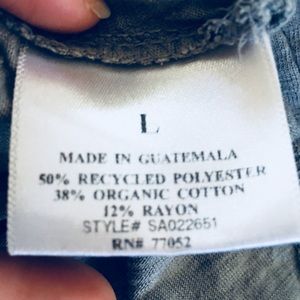 L
MADE IN GUATEMALA
50% RECYCLED POLYESTER
38% ORGANIC COTTON
12% RAYON
STYLE# SA022651
RN# 77052